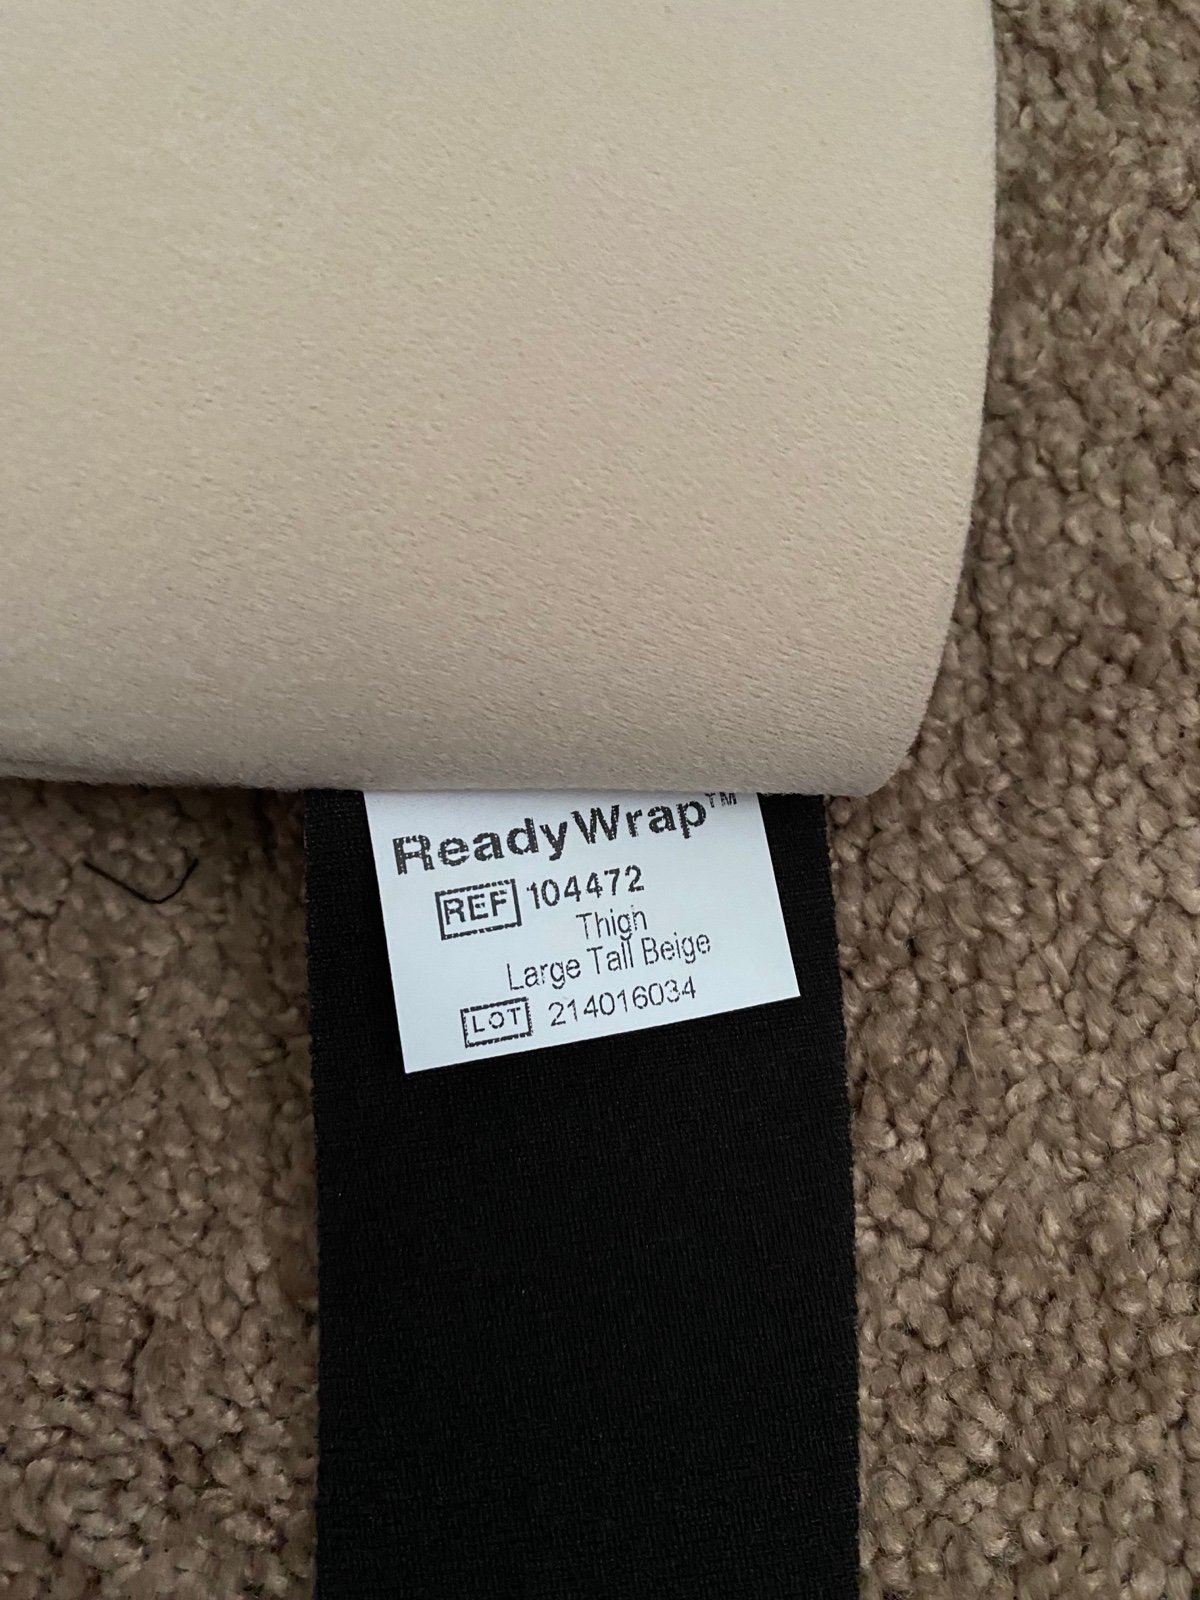 ReadyWrap™
REF 104472
Thigh
Large Tall Beige
LOT 214016034